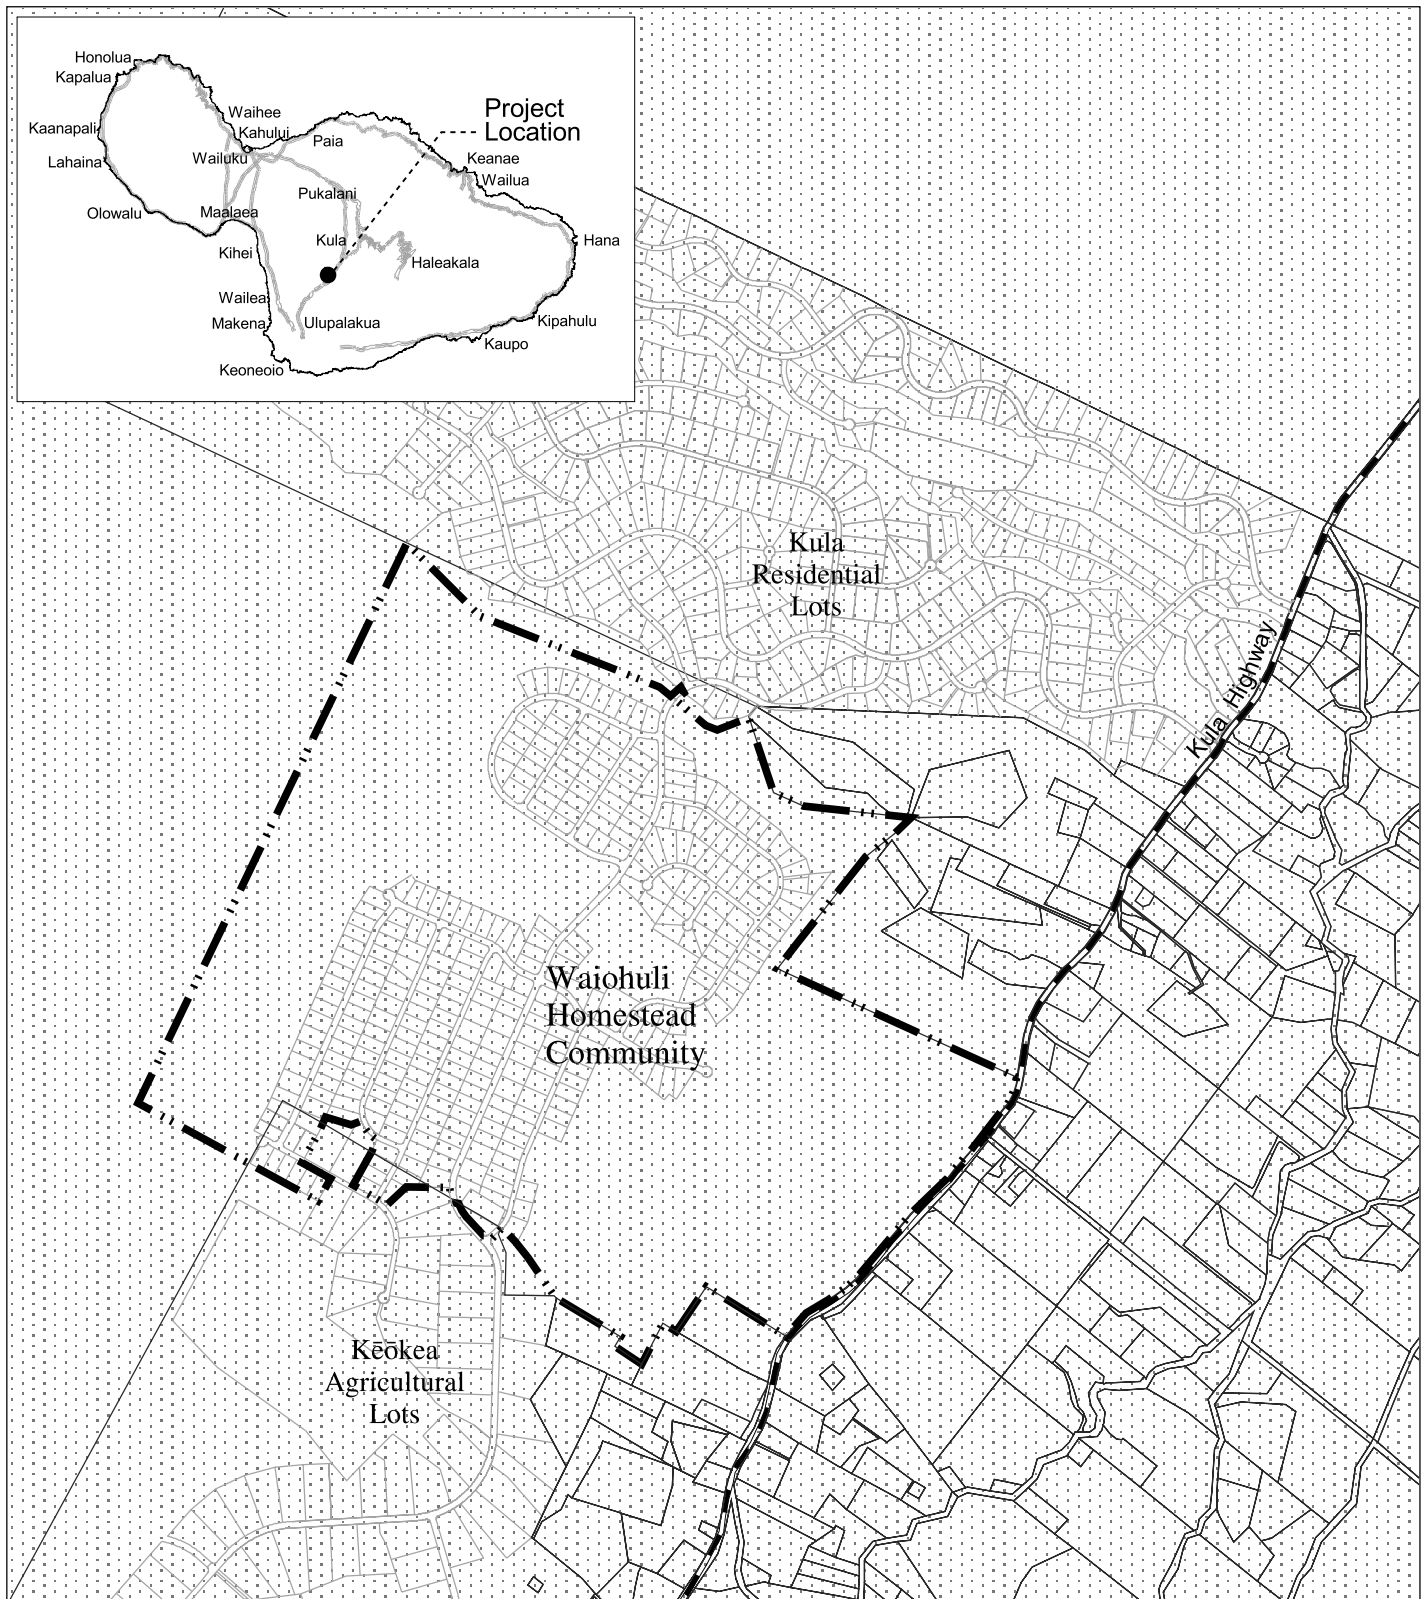 Honolua
Kapalua
Kaanapali
Lahaina
Olowalu
Waihee
Kahului
Wailuku
Maalaea
Paia
Pukalani
Kula
Kihei
Wailea
Makena
Keoneoio
Ulupalakua
Haleakala
Project
Location
Keanae
Wailua
Hana
Kipahulu
Kaupo
Kula
Residential
Lots
Kula Highway
Waiohuli
Homestead
Community
Kēōkea
Agricultural
Lots